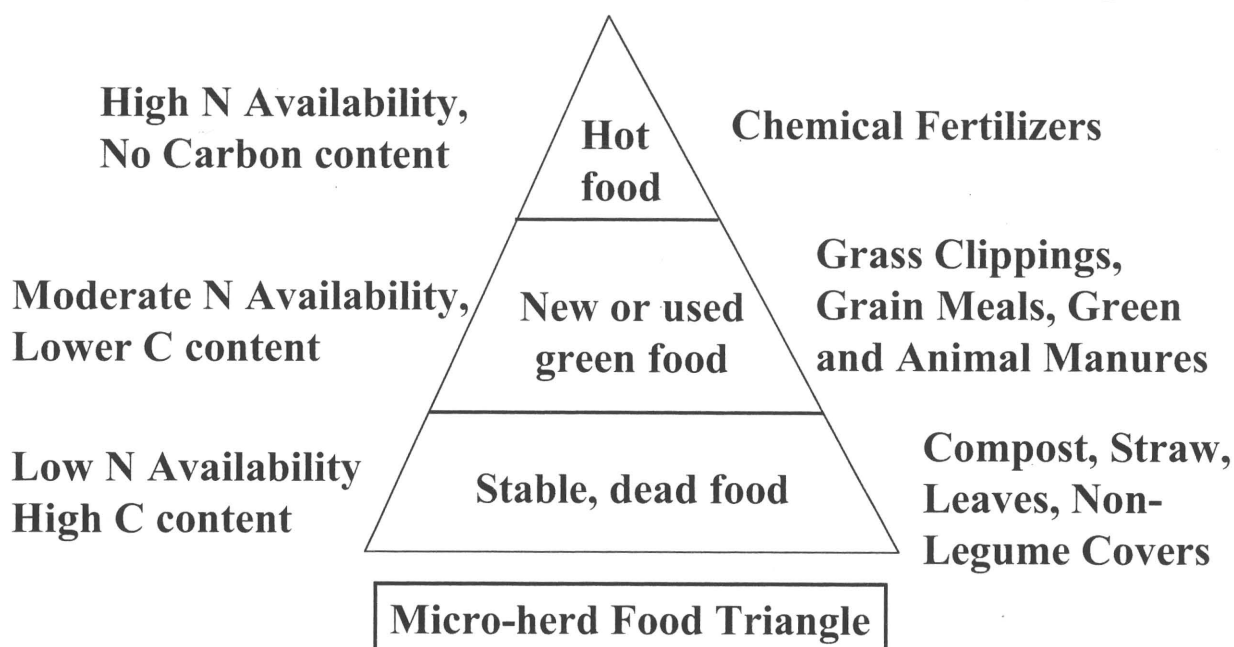 High N Availability,
No Carbon content
Hot
food
Chemical Fertilizers
Moderate N Availability,
Lower C content
New or used
green food
Grass Clippings,
Grain Meals, Green
and Animal Manures
Low N Availability
High C content
Stable, dead food
Compost, Straw,
Leaves, Non-
Legume Covers
Micro-herd Food Triangle